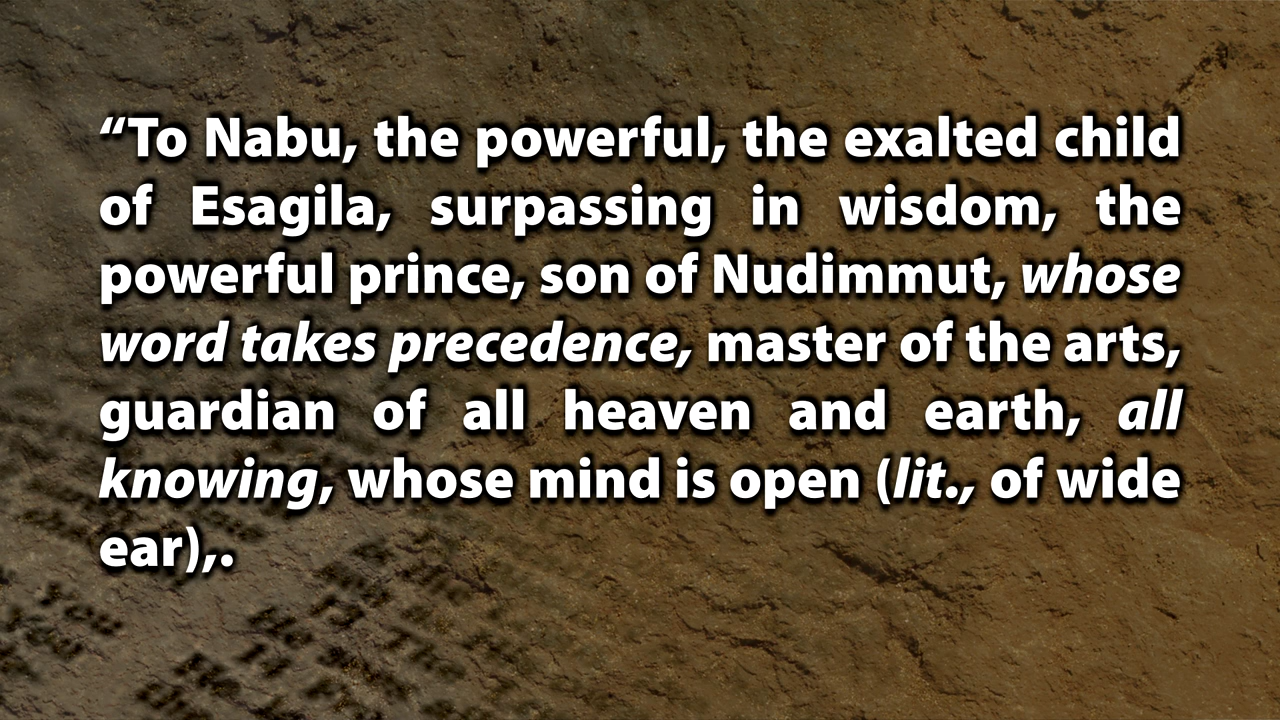 “To Nabu, the powerful, the exalted child
of Esagila, surpassing in wisdom, the
powerful prince, son of Nudimmut, whose
word takes precedence, master of the arts,
guardian of all heaven and earth, all
knowing, whose mind is open (lit., of wide
ear),.